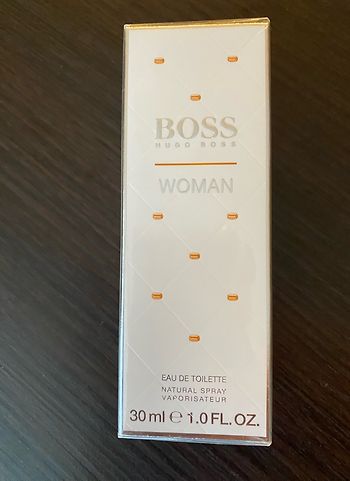 BOSS
HUGO BOSS
WOMAN
EAU DE TOILETTE
NATURAL SPRAY
VAPORISATEUR
30 ml ℮ 1.0 FL. OZ.